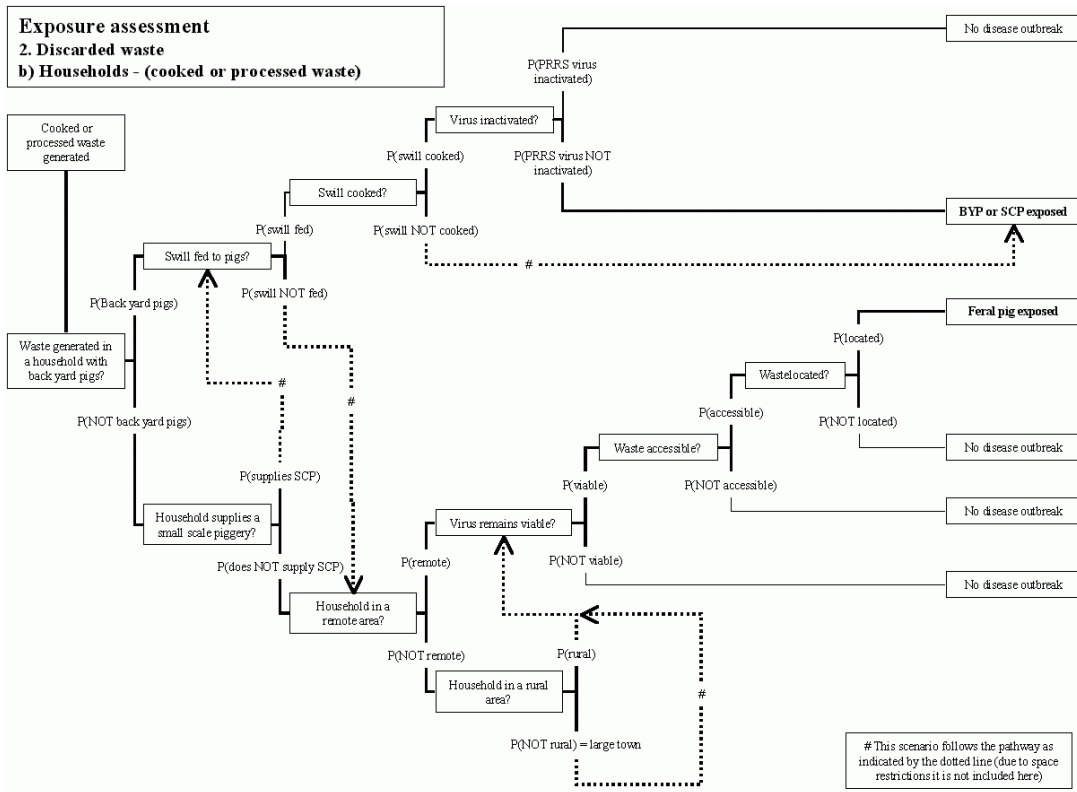 Exposure assessment
2. Discarded waste
b) Households - (cooked or processed waste)
No disease outbreak
P(PRRS virus
inactivated)
Cooked or
processed waste
generated
Virus inactivated?
P(swill cooked)
P(PRRS virus NOT
inactivated)
Swill cooked?
BYP or SCP exposed
P(swill fed)
P(swill NOT cooked)
Swill fed to pigs?
#
P(swill NOT fed)
P(Back yard pigs)
Feral pig exposed
Waste generated in
a household with
back yard pigs?
P(located)
Wastelocated?
#
#
P(NOT back yard pigs)
P(accessible)
P(NOT located)
Waste accessible?
No disease outbreak
P(supplies SCP)
P(viable)
P(NOT accessible)
Household supplies a
small scale piggery?
Virus remains viable?
No disease outbreak
P(does NOT supply SCP)
P(remote)
P(NOT viable)
No disease outbreak
Household in a
remote area?
P(NOT remote)
P(rural)
Household in a rural
area?
#
P(NOT rural) = large town
# This scenario follows the pathway as
indicated by the dotted line (due to space
restrictions it is not included here)